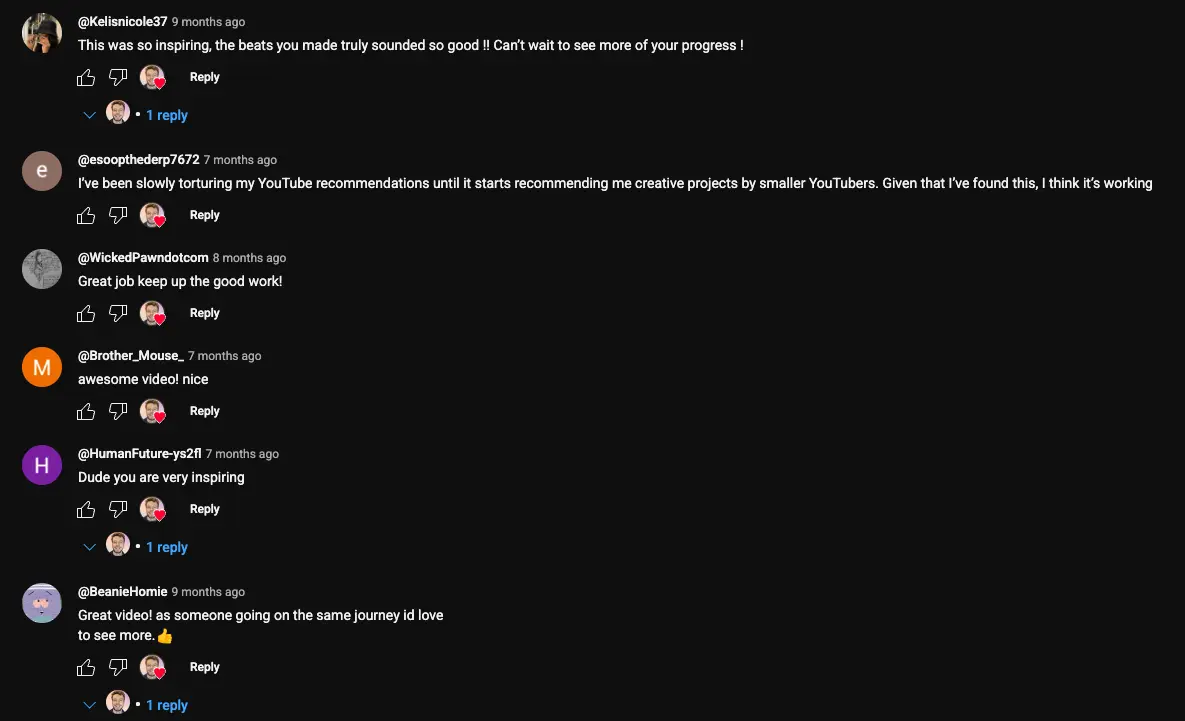 @Kelisnicole37 9 months ago
This was so inspiring, the beats you made truly sounded so good !! Can't wait to see more of your progress !
Reply
• 1 reply
e
@esoopthederp7672 7 months ago
I've been slowly torturing my YouTube recommendations until it starts recommending me creative projects by smaller YouTubers. Given that I've found this, I think it's working
Reply
@WickedPawndotcom 8 months ago
Great job keep up the good work!
Reply
M
@Brother_Mouse_ 7 months ago
awesome video! nice
Reply
H
@HumanFuture-ys2fl 7 months ago
Dude you are very inspiring
Reply
• 1 reply
@BeanieHomie 9 months ago
Great video! as someone going on the same journey id love
to see more.👍
Reply
• 1 reply